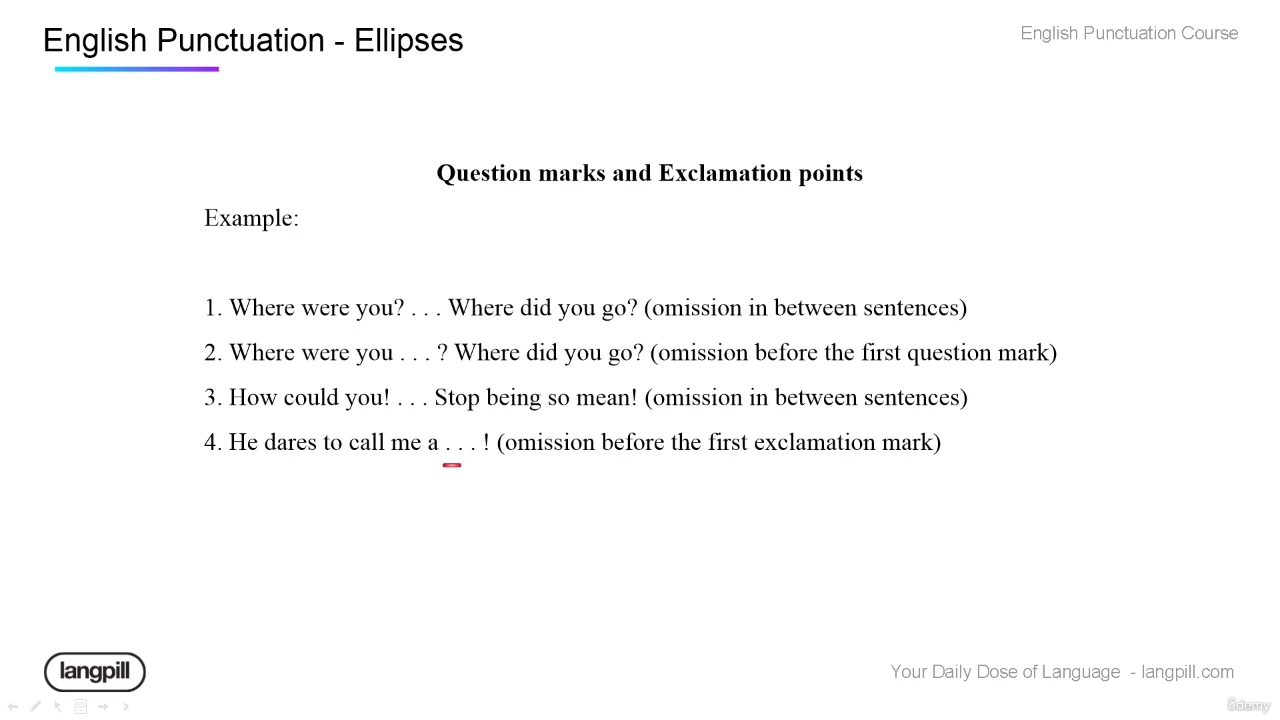 English Punctuation - Ellipses
English Punctuation Course
Question marks and Exclamation points
Example:
1. Where were you? . . . Where did you go? (omission in between sentences)
2. Where were you . . . ? Where did you go? (omission before the first question mark)
3. How could you! . . . Stop being so mean! (omission in between sentences)
4. He dares to call me a . . . ! (omission before the first exclamation mark)
langpill
Your Daily Dose of Language - langpill.com
ûdemy